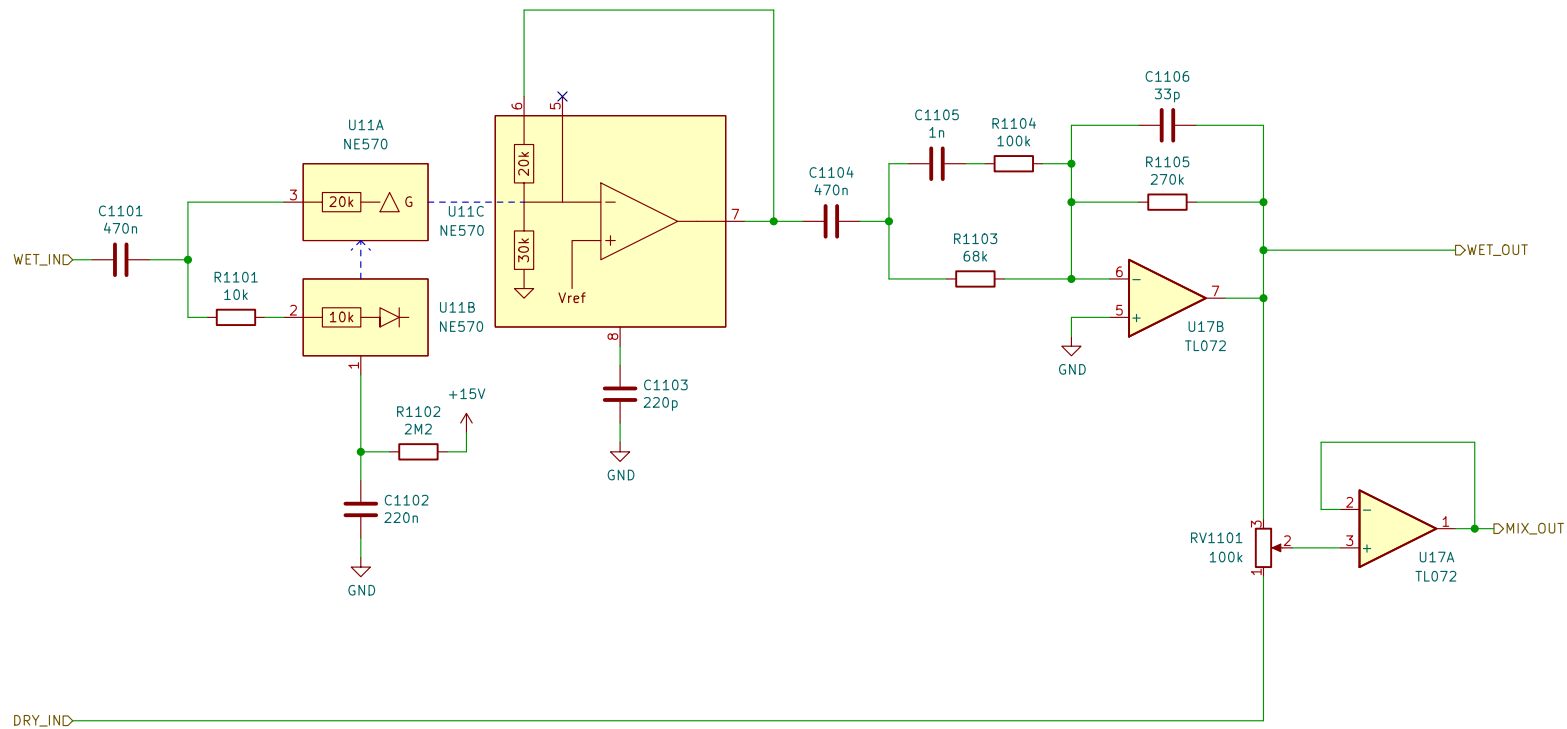 C1106
33p
C1105
1n
R1104
100k
U11A
NE570
6
5
20k
R1105
270k
C1104
470n
3
20k
G
C1101
470n
U11C
NE570
7
WET_IN
30k
Vref
R1103
68k
WET_OUT
R1101
10k
2
10k
U11B
NE570
6
5
7
U17B
TL072
GND
1
8
C1103
220p
GND
+15V
R1102
2M2
C1102
220n
GND
RV1101
100k
3
2
1
2
3
1
U17A
TL072
MIX_OUT
DRY_IN